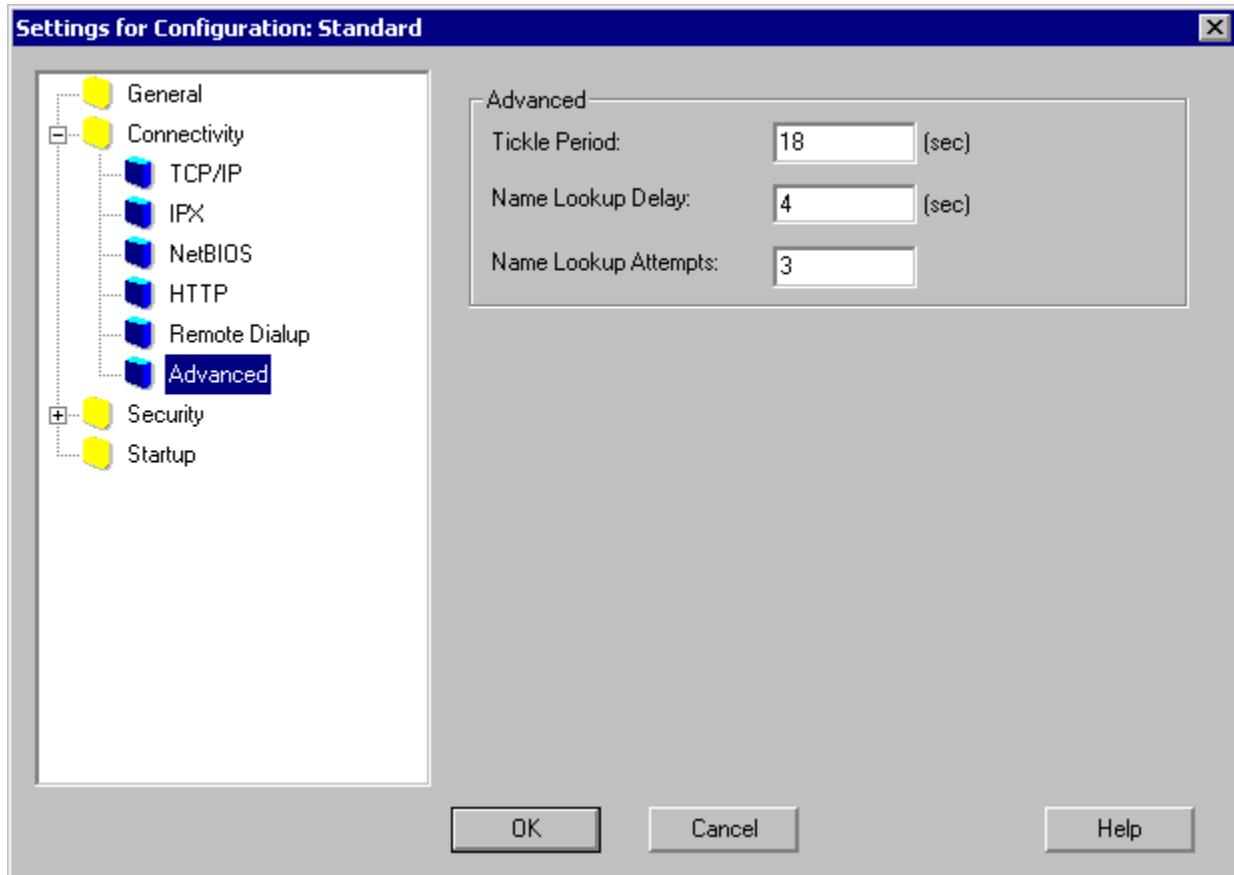 Settings for Configuration: Standard
General
Connectivity
TCP/IP
IPX
NetBIOS
HTTP
Remote Dialup
Advanced
Security
Startup
Advanced
Tickle Period: 18 (sec)
Name Lookup Delay: 4 (sec)
Name Lookup Attempts: 3
OK Cancel Help